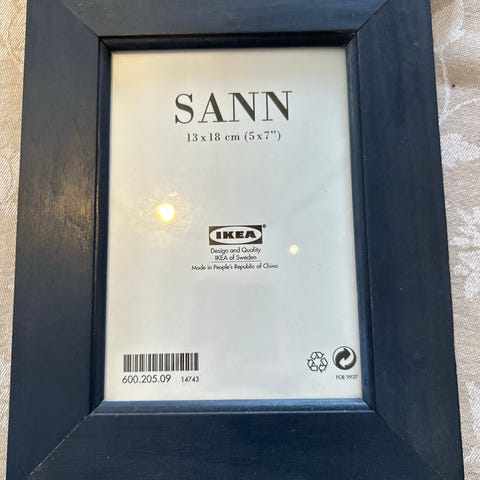 SANN
13 x 18 cm (5 x 7")
IKEA®
Design and Quality
IKEA of Sweden
Made in People's Republic of China
600.205.09 14743
FOE 9937